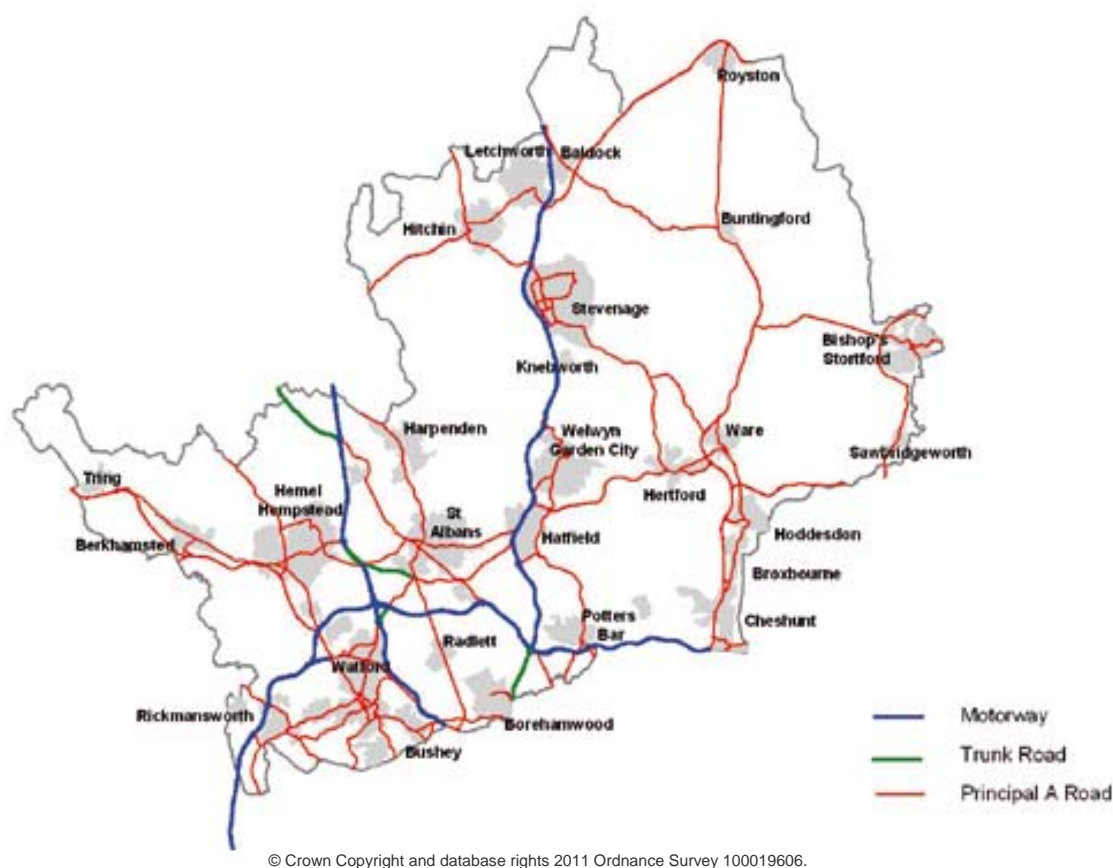 Royston
Letchworth
Baldock
Hitchin
Buntingford
Stevenage
Bishop's
Stortford
Knebworth
Harpenden
Welwyn
Garden City
Ware
Sawbridgeworth
Tring
Hemel
Hempstead
St
Albans
Hertford
Berkhamsted
Hatfield
Hoddesdon
Broxbourne
Potters
Bar
Cheshunt
Radlett
Watford
Rickmansworth
Borehamwood
Bushey
Motorway
Trunk Road
Principal A Road
© Crown Copyright and database rights 2011 Ordnance Survey 100019606.